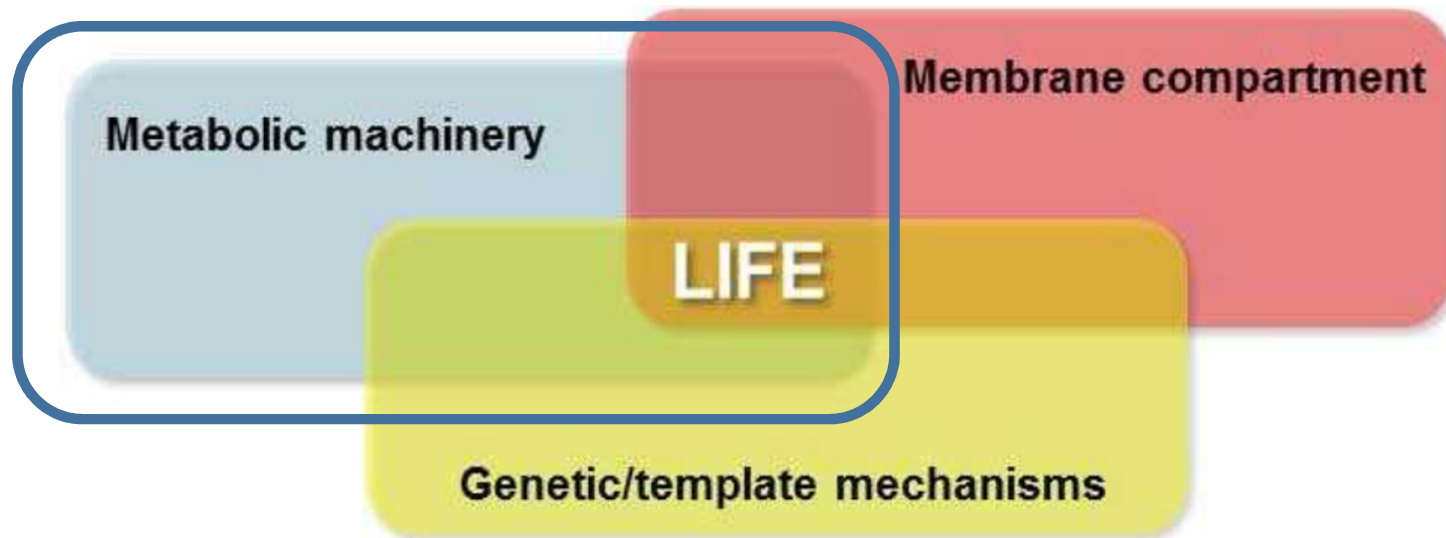 Membrane compartment
Metabolic machinery
LIFE
Genetic/template mechanisms